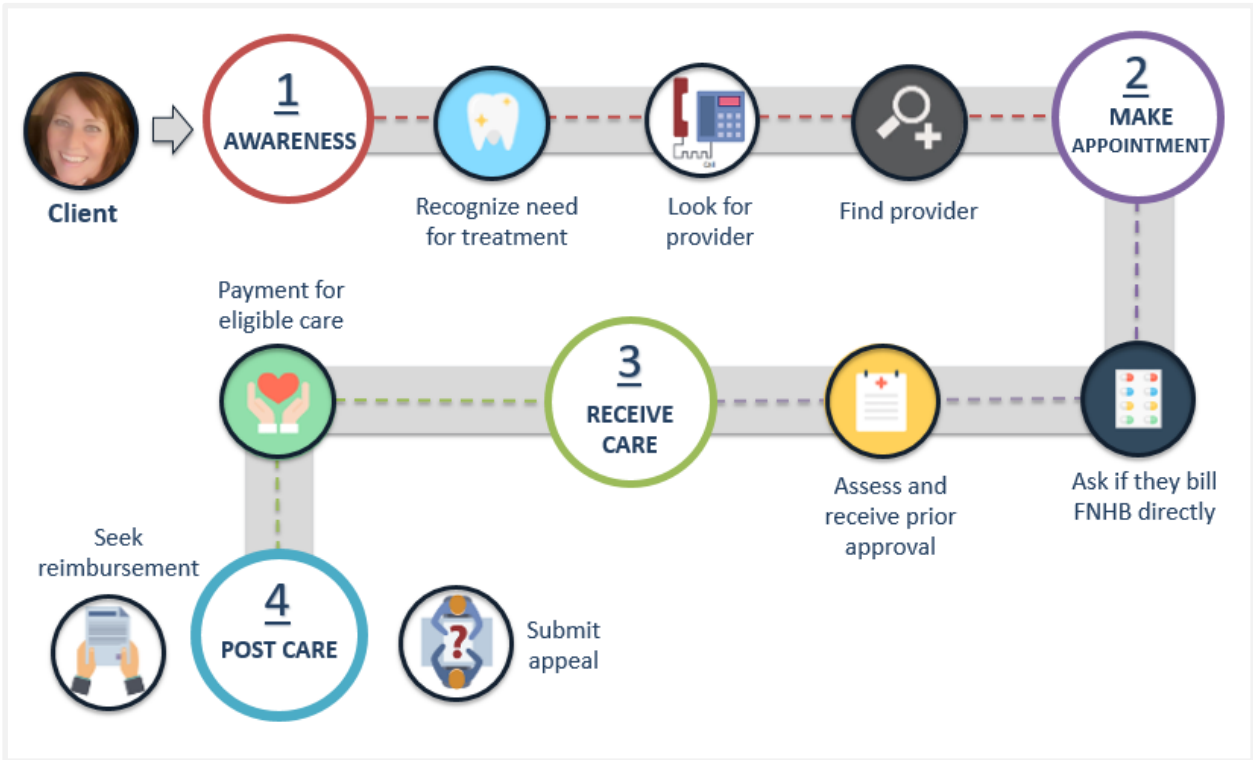 Client
1
AWARENESS
Recognize need
for treatment
Look for
provider
Find provider
2
MAKE
APPOINTMENT
Ask if they bill
FNHB directly
Assess and
receive prior
approval
3
RECEIVE
CARE
Payment for
eligible care
4
POST CARE
Seek
reimbursement
?
Submit
appeal